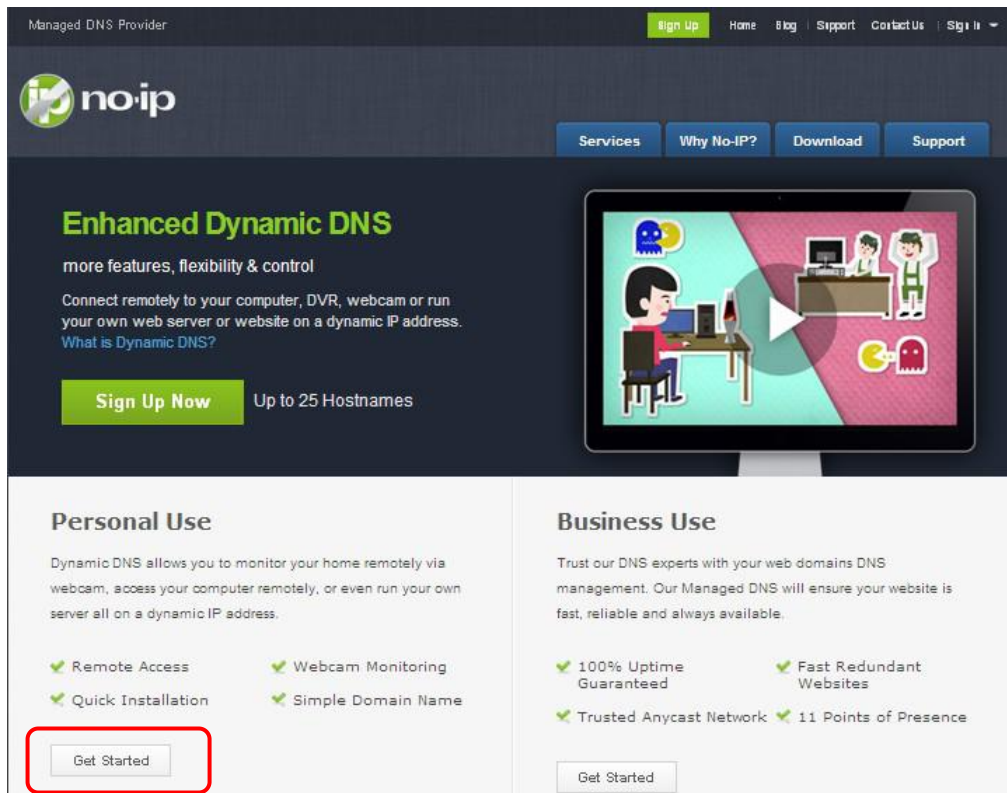 Managed DNS Provider
Sign Up Home Blog Support Contact Us Sign In
no·ip
Services Why No-IP? Download Support
Enhanced Dynamic DNS
more features, flexibility & control
Connect remotely to your computer, DVR, webcam or run
your own web server or website on a dynamic IP address.
What is Dynamic DNS?
Sign Up Now Up to 25 Hostnames
Personal Use
Dynamic DNS allows you to monitor your home remotely via
webcam, access your computer remotely, or even run your own
server all on a dynamic IP address.
Remote Access Webcam Monitoring
Quick Installation Simple Domain Name
Get Started
Business Use
Trust our DNS experts with your web domains DNS
management. Our Managed DNS will ensure your website is
fast, reliable and always available.
100% Uptime
Guaranteed
Fast Redundant
Websites
Trusted Anycast Network 11 Points of Presence
Get Started